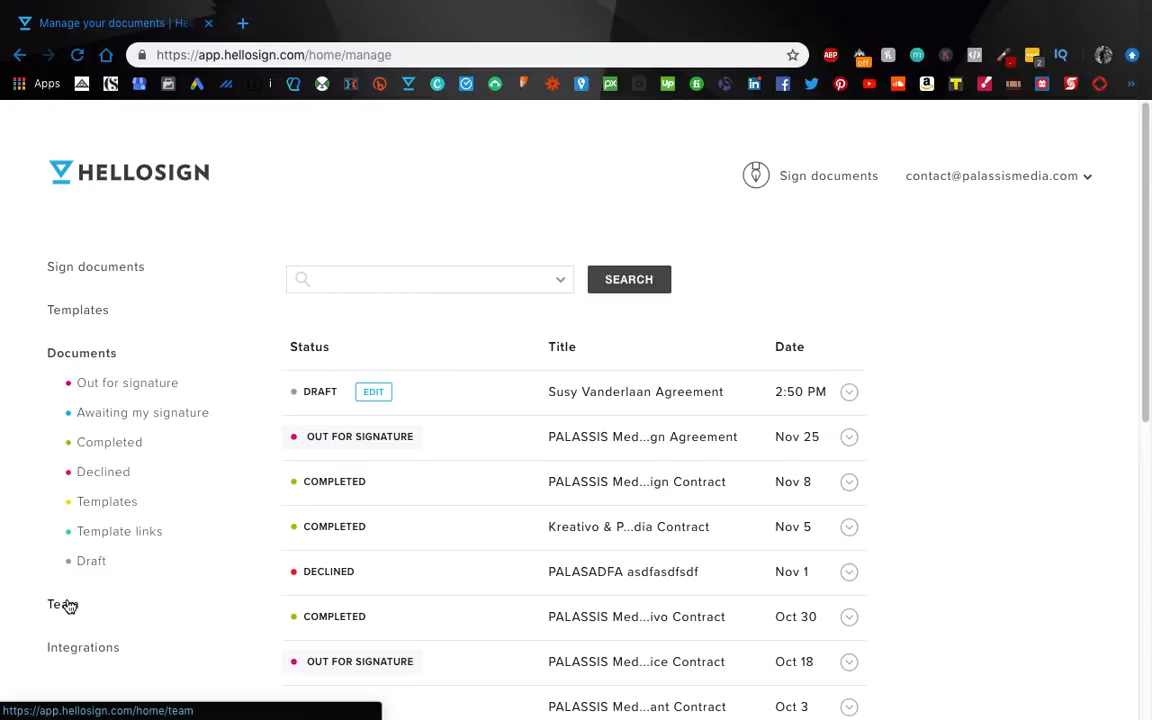 Manage your documents | Hel
https://app.hellosign.com/home/manage
Apps
HELLOSIGN
Sign documents
contact@palassismedia.com
Sign documents
SEARCH
Templates
Status Title Date
Documents
Out for signature
Awaiting my signature
Completed
Declined
Templates
Template links
Draft
DRAFT EDIT Susy Vanderlaan Agreement 2:50 PM
OUT FOR SIGNATURE PALASSIS Med...gn Agreement Nov 25
COMPLETED PALASSIS Med...ign Contract Nov 8
COMPLETED Kreativo & P...dia Contract Nov 5
DECLINED PALASADFA asdfasdfsdf Nov 1
COMPLETED PALASSIS Med...ivo Contract Oct 30
OUT FOR SIGNATURE PALASSIS Med...ice Contract Oct 18
PALASSIS Med...ant Contract Oct 3
Team
Integrations
https://app.hellosign.com/home/team